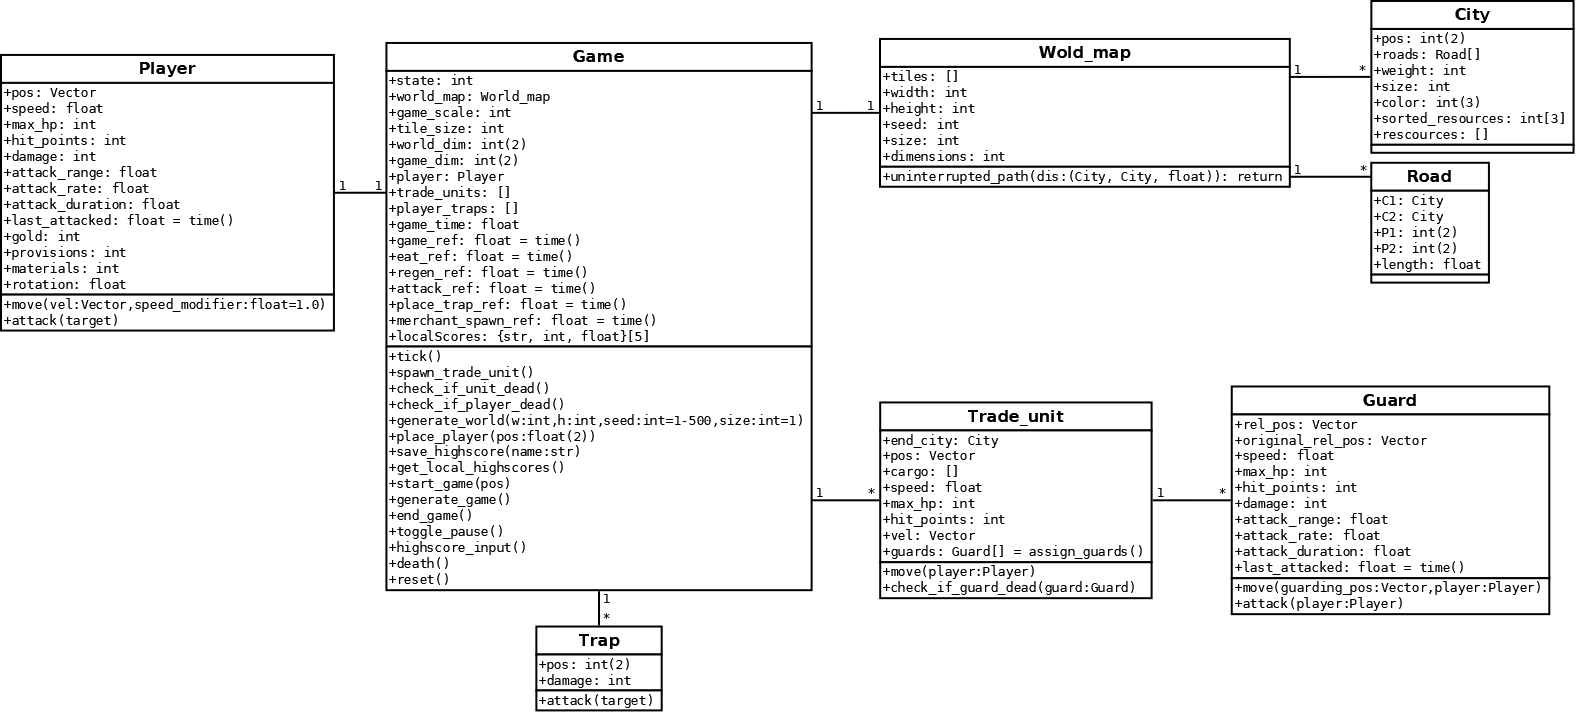 Player
+pos: Vector
+speed: float
+max_hp: int
+hit_points: int
+damage: int
+attack_range: float
+attack_rate: float
+attack_duration: float
+last_attacked: float = time()
+gold: int
+provisions: int
+materials: int
+rotation: float
+move(vel:Vector,speed_modifier:float=1.0)
+attack(target)
1
1
Game
+state: int
+world_map: World_map
+game_scale: int
+tile_size: int
+world_dim: int(2)
+game_dim: int(2)
+player: Player
+trade_units: []
+player_traps: []
+game_time: float
+game_ref: float = time()
+eat_ref: float = time()
+regen_ref: float = time()
+attack_ref: float = time()
+place_trap_ref: float = time()
+merchant_spawn_ref: float = time()
+localScores: {str, int, float}[5]
+tick()
+spawn_trade_unit()
+check_if_unit_dead()
+check_if_player_dead()
+generate_world(w:int,h:int,seed:int=1-500,size:int=1)
+place_player(pos:float(2))
+save_highscore(name:str)
+get_local_highscores()
+start_game(pos)
+generate_game()
+end_game()
+toggle_pause()
+highscore_input()
+death()
+reset()
1
1
Wold_map
+tiles: []
+width: int
+height: int
+seed: int
+size: int
+dimensions: int
+uninterrupted_path(dis:(City, City, float)): return
1
*
City
+pos: int(2)
+roads: Road[]
+weight: int
+size: int
+color: int(3)
+sorted_resources: int[3]
+rescources: []
1
*
Road
+C1: City
+C2: City
+P1: int(2)
+P2: int(2)
+length: float
1
*
Trade_unit
+end_city: City
+pos: Vector
+cargo: []
+speed: float
+max_hp: int
+hit_points: int
+vel: Vector
+guards: Guard[] = assign_guards()
+move(player:Player)
+check_if_guard_dead(guard:Guard)
1
*
Guard
+rel_pos: Vector
+original_rel_pos: Vector
+speed: float
+max_hp: int
+hit_points: int
+damage: int
+attack_range: float
+attack_rate: float
+attack_duration: float
+last_attacked: float = time()
+move(guarding_pos:Vector,player:Player)
+attack(player:Player)
1
*
Trap
+pos: int(2)
+damage: int
+attack(target)